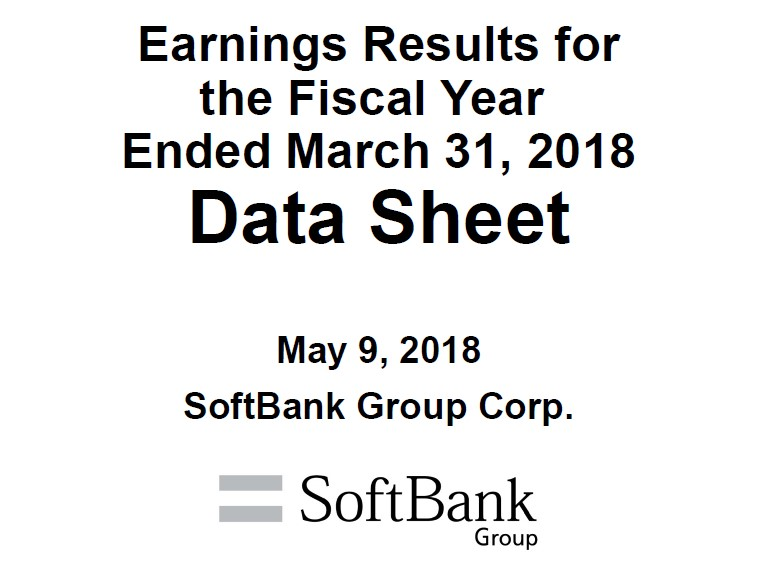 Earnings Results for
the Fiscal Year
Ended March 31, 2018
Data Sheet
May 9, 2018
SoftBank Group Corp.
SoftBank
Group